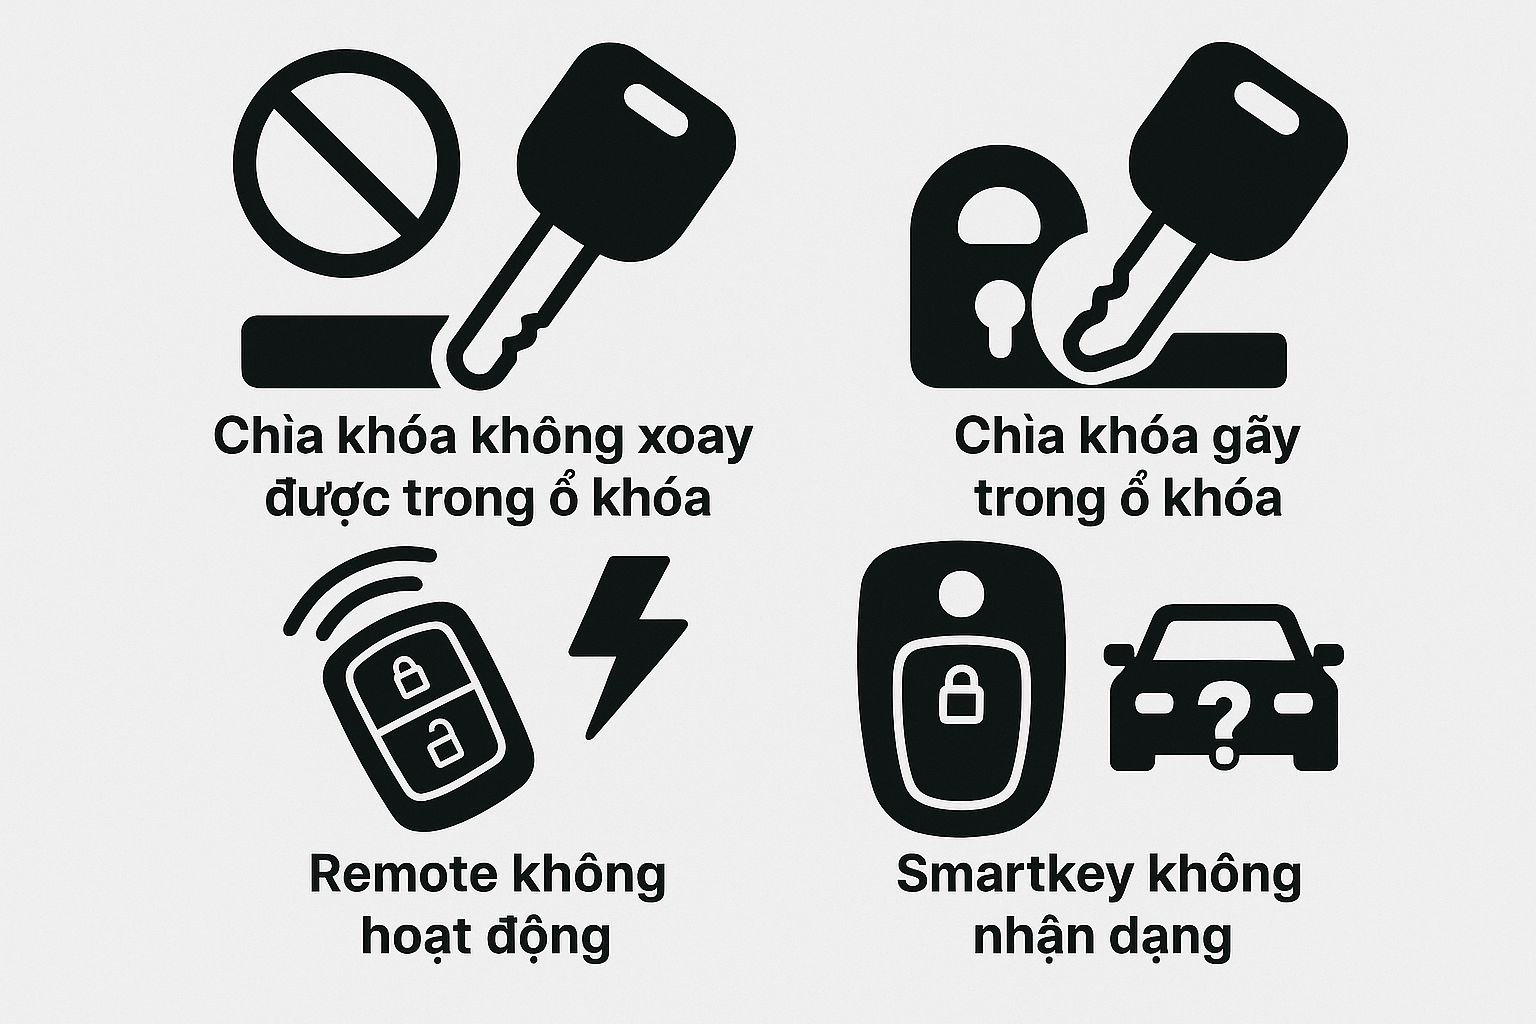 Chìa khóa không xoay
được trong ổ khóa
Chìa khóa gãy
trong ổ khóa
Remote không
hoạt động
Smartkey không
nhận dạng